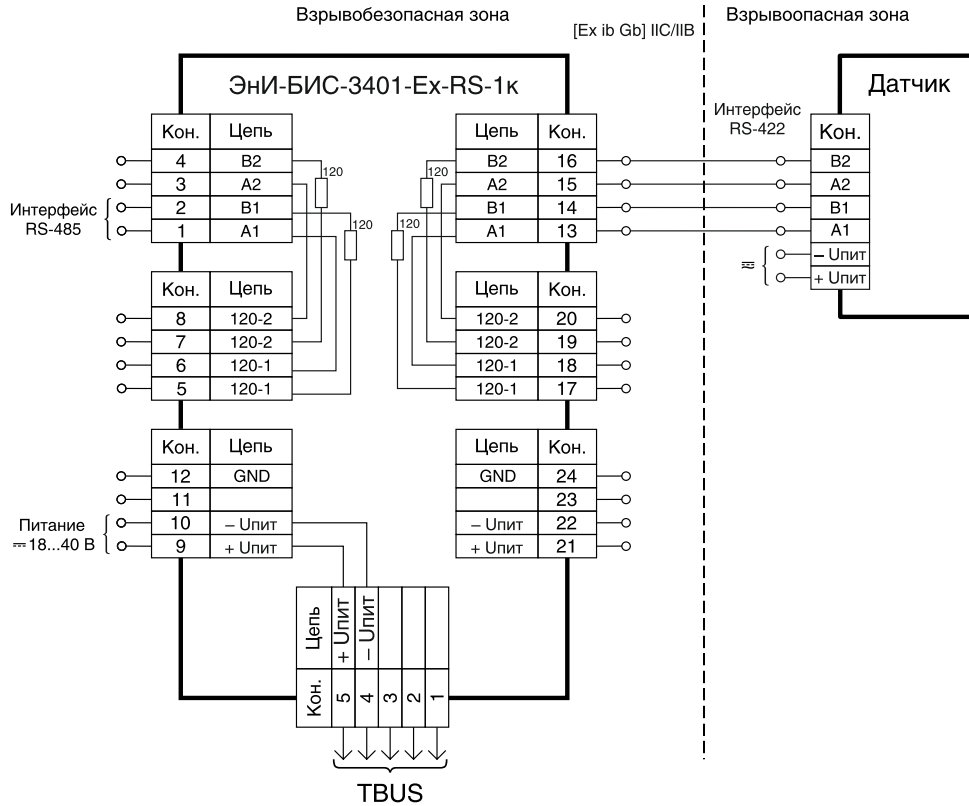 Взрывобезопасная зона
Взрывоопасная зона
[Ex ib Gb] IIC/IIB
ЭнИ-БИС-3401-Ex-RS-1к
Датчик
Интерфейс
RS-422
Кон. Цепь
4 B2
3 A2
2 B1
1 A1
120
120
Интерфейс
RS-485
Цепь Кон.
B2 16
A2 15
B1 14
A1 13
120
120
Кон.
B2
A2
B1
A1
– Uпит
+ Uпит
Кон. Цепь
8 120-2
7 120-2
6 120-1
5 120-1
Цепь Кон.
120-2 20
120-2 19
120-1 18
120-1 17
Кон. Цепь
12 GND
11
10 – Uпит
9 + Uпит
Питание
⎓18...40 В
Цепь Кон.
GND 24
23
– Uпит 22
+ Uпит 21
Цепь
+ Uпит
– Uпит
Кон.
5
4
3
2
1
TBUS